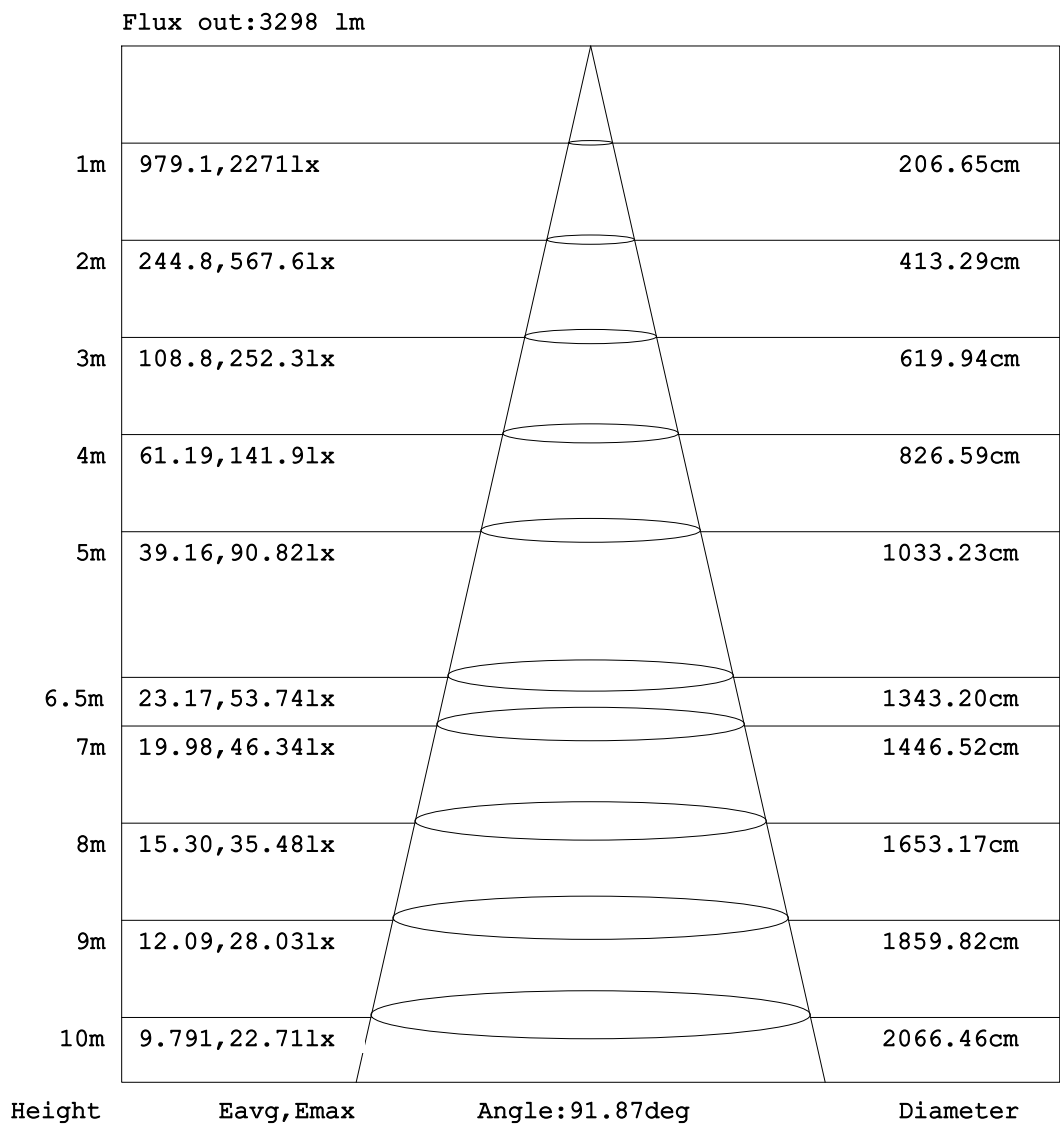 Flux out:3298 lm
1m 979.1,2271lx 206.65cm
2m 244.8,567.6lx 413.29cm
3m 108.8,252.3lx 619.94cm
4m 61.19,141.9lx 826.59cm
5m 39.16,90.82lx 1033.23cm
6.5m 23.17,53.74lx 1343.20cm
7m 19.98,46.34lx 1446.52cm
8m 15.30,35.48lx 1653.17cm
9m 12.09,28.03lx 1859.82cm
10m 9.791,22.71lx 2066.46cm
Height Eavg,Emax Angle:91.87deg Diameter